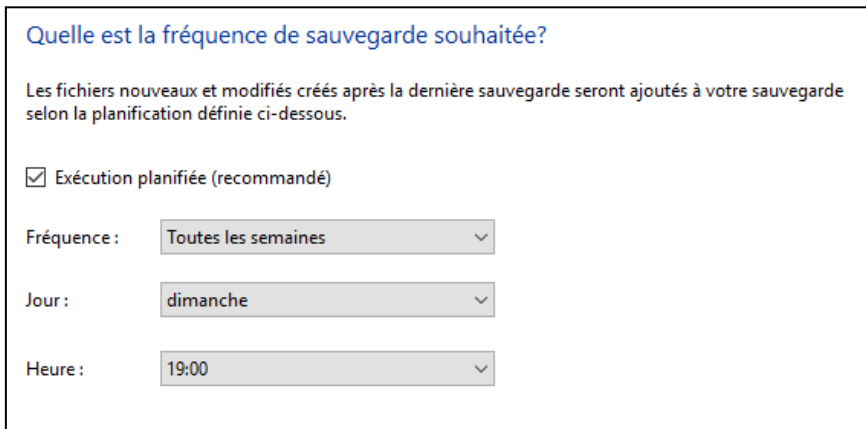 Quelle est la fréquence de sauvegarde souhaitée?
Les fichiers nouveaux et modifiés créés après la dernière sauvegarde seront ajoutés à votre sauvegarde
selon la planification définie ci-dessous.
Exécution planifiée (recommandé)
Fréquence : Toutes les semaines
Jour : dimanche
Heure : 19:00